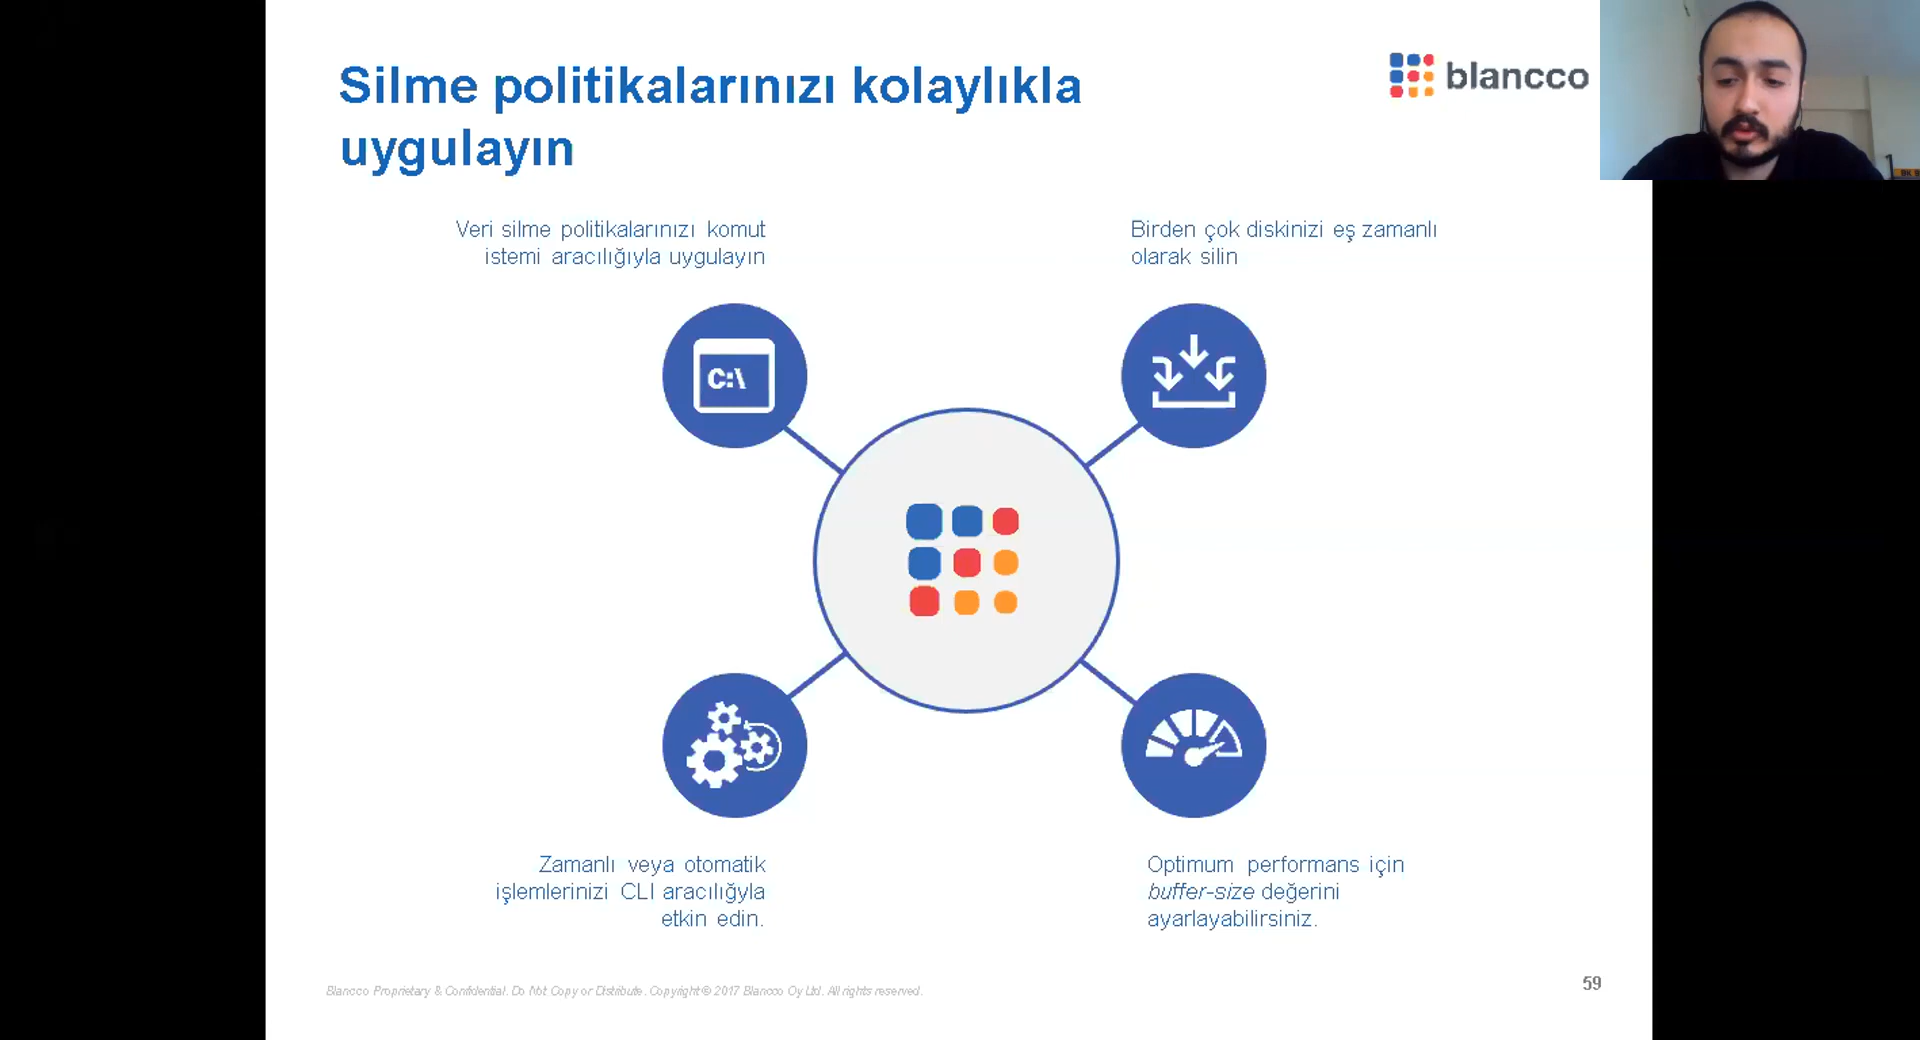 Silme politikalarınızı kolaylıkla
uygulayın
blancco
Veri silme politikalarınızı komut
istemi aracılığıyla uygulayın
Birden çok diskinizi eş zamanlı
olarak silin
C:\
Zamanlı veya otomatik
işlemlerinizi CLI aracılığyla
etkin edin.
Optimum performans için
buffer-size değerini
ayarlayabilirsiniz.
Blancco Proprietary & Confidential. Do Not Copy or Distribute. Copyright © 2017 Blancco Oy Ltd. All rights reserved.
59